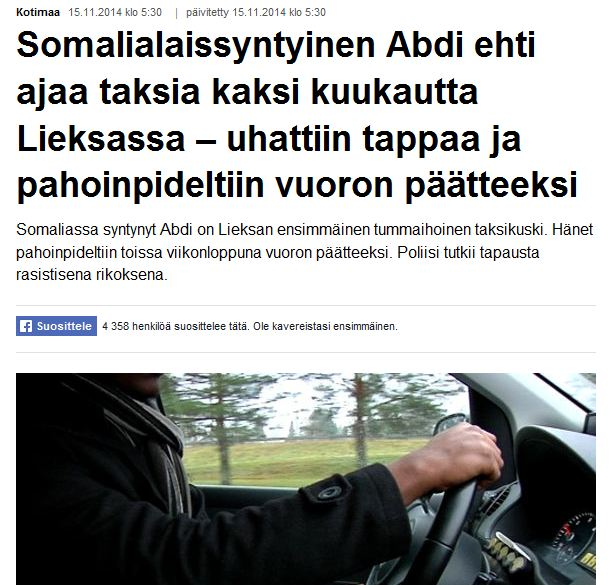 Kotimaa 15.11.2014 klo 5:30 | päivitetty 15.11.2014 klo 5:30
Somalialaissyntyinen Abdi ehti
ajaa taksia kaksi kuukautta
Lieksassa – uhattiin tappaa ja
pahoinpideltiin vuoron päätteeksi
Somaliassa syntynyt Abdi on Lieksan ensimmäinen tummaihoinen taksikuski. Hänet
pahoinpideltiin toissa viikonloppuna vuoron päätteeksi. Poliisi tutkii tapausta
rasistisena rikoksena.
Suosittele 4 358 henkilöä suosittelee tätä. Ole kavereistasi ensimmäinen.